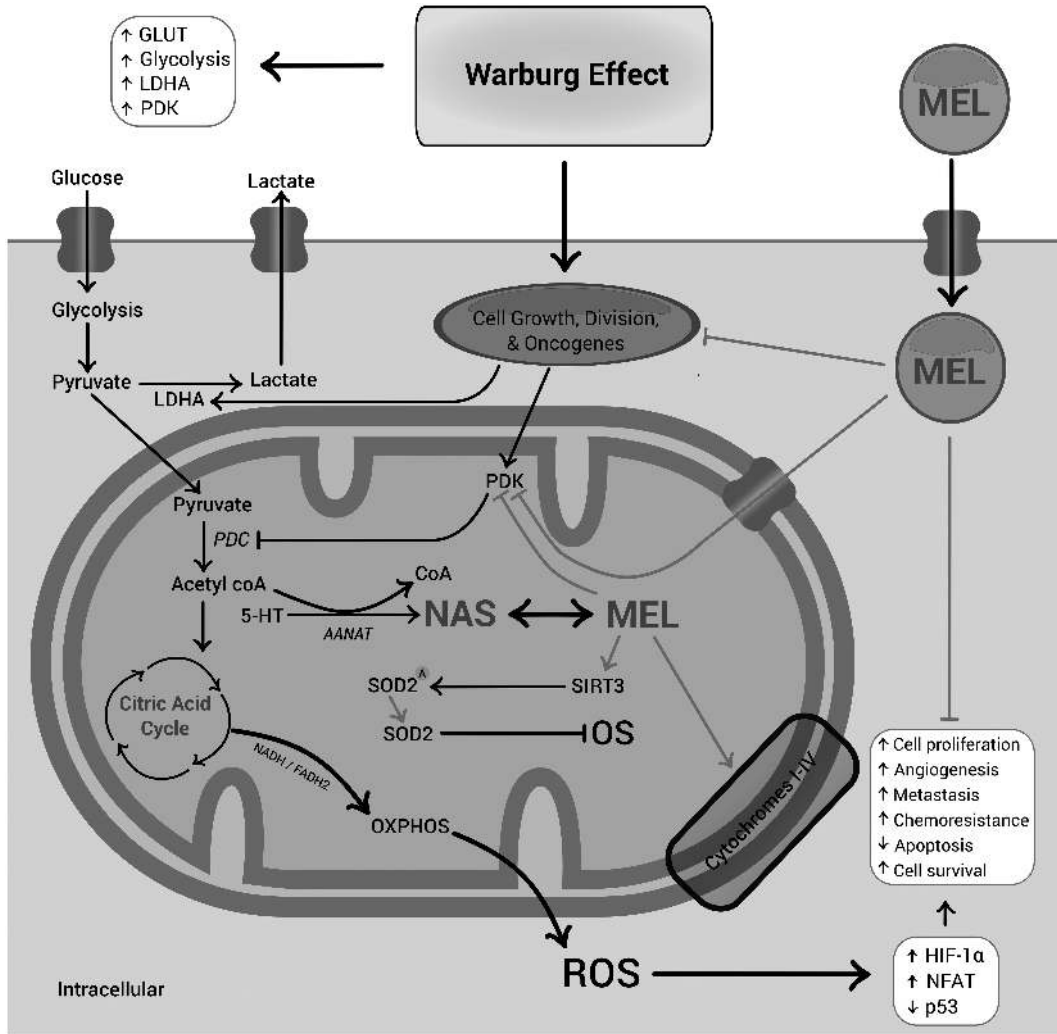 ↑ GLUT
↑ Glycolysis
↑ LDHA
↑ PDK
Warburg Effect
MEL
Glucose
Lactate
Glycolysis
Cell Growth, Division,
& Oncogenes
MEL
Pyruvate
Lactate
LDHA
PDK
Pyruvate
PDC
Acetyl coA
CoA
5-HT
AANAT
NAS
MEL
SOD2
A
SIRT3
Citric Acid
Cycle
SOD2
OS
NADH / FADH2
OXPHOS
Cytochromes I-IV
↑ Cell proliferation
↑ Angiogenesis
↑ Metastasis
↑ Chemoresistance
↓ Apoptosis
↑ Cell survival
ROS
↑ HIF-1α
↑ NFAT
↓ p53
Intracellular